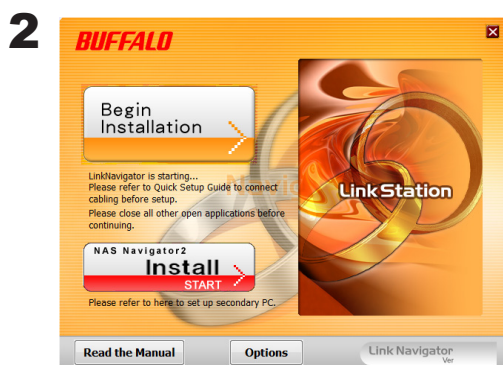 2
BUFFALO
Begin
Installation
LinkNavigator is starting...
Please refer to Quick Setup Guide to connect
cabling before setup.
Please close all other open applications before
continuing.
LinkStation
NAS Navigator2
Install
START
Please refer to here to set up secondary PC.
Read the Manual
Options
Link Navigator
Ver